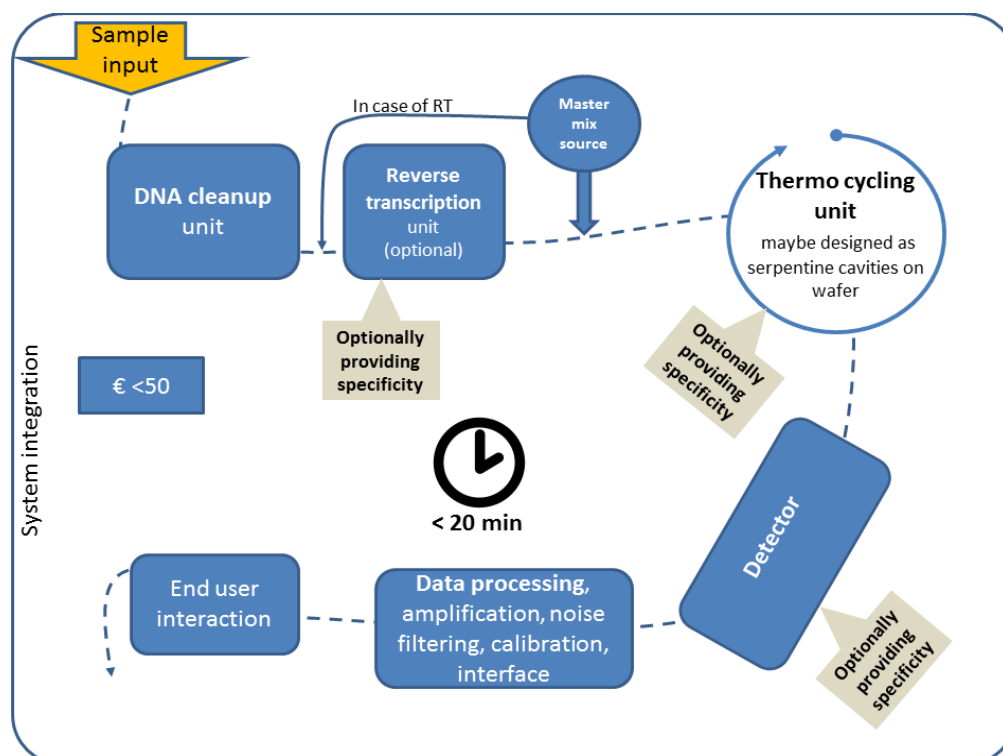 Sample
input
In case of RT
Master
mix
source
DNA cleanup
unit
Reverse
transcription
unit
(optional)
Thermo cycling
unit
maybe designed as
serpentine cavities on
wafer
Optionally
providing
specificity
Optionally
providing
specificity
System integration
€ <50
< 20 min
Detector
End user
interaction
Data processing,
amplification, noise
filtering, calibration,
interface
Optionally
providing
specificity